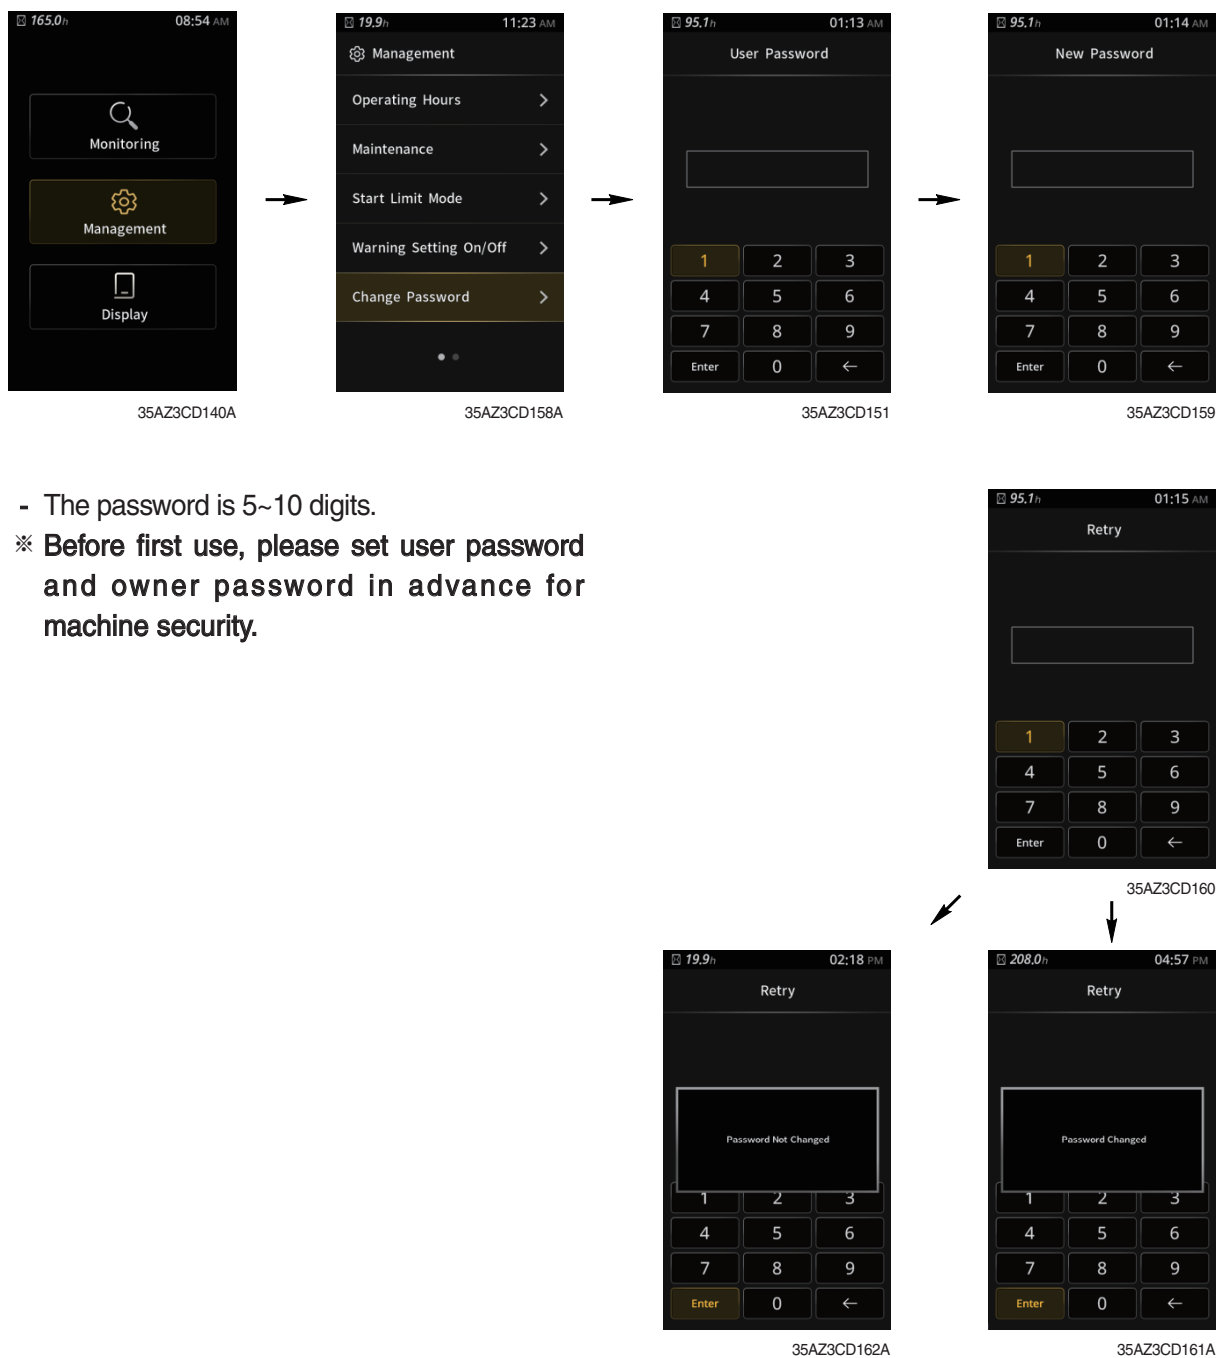 165.0h 08:54 AM
Monitoring
Management
Display
35AZ3CD140A
19.9h 11:23 AM
Management
Operating Hours
Maintenance
Start Limit Mode
Warning Setting On/Off
Change Password
35AZ3CD158A
95.1h 01:13 AM
User Password
1 2 3
4 5 6
7 8 9
Enter 0 ←
35AZ3CD151
95.1h 01:14 AM
New Password
1 2 3
4 5 6
7 8 9
Enter 0 ←
35AZ3CD159
- The password is 5~10 digits.
※ Before first use, please set user password
and owner password in advance for
machine security.
95.1h 01:15 AM
Retry
1 2 3
4 5 6
7 8 9
Enter 0 ←
35AZ3CD160
19.9h 02:18 PM
Retry
Password Not Changed
1 2 3
4 5 6
7 8 9
Enter 0 ←
35AZ3CD162A
208.0h 04:57 PM
Retry
Password Changed
1 2 3
4 5 6
7 8 9
Enter 0 ←
35AZ3CD161A